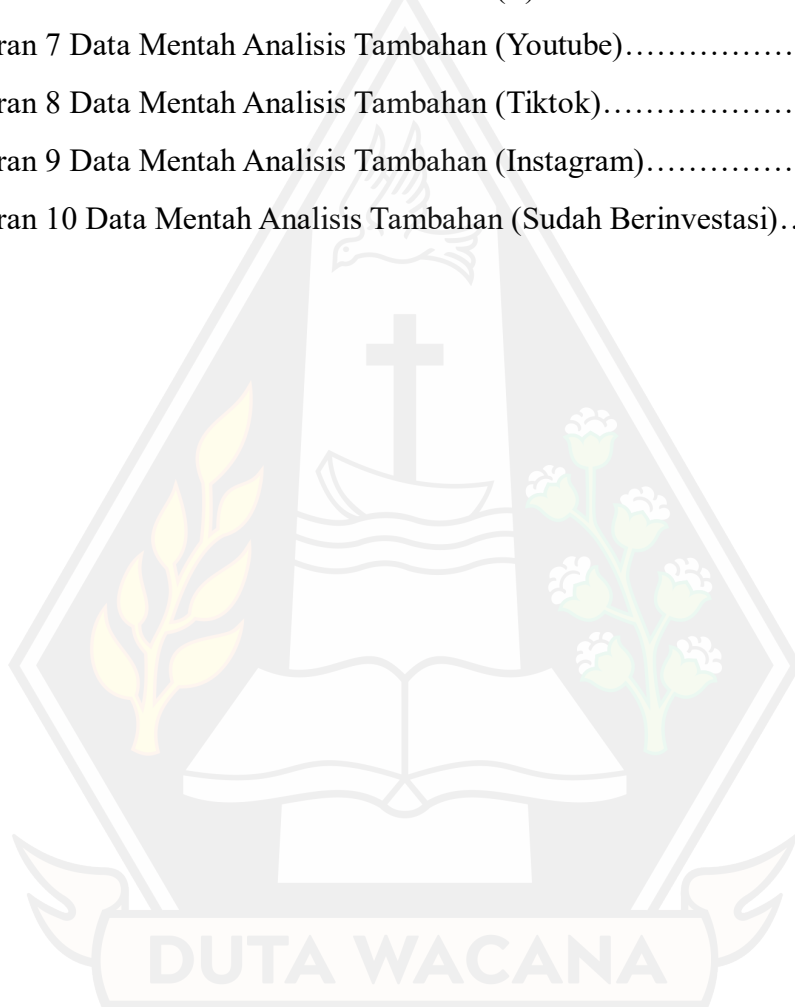 ran 7 Data Mentah Analisis Tambahan (Youtube)................
ran 8 Data Mentah Analisis Tambahan (Tiktok)..................
ran 9 Data Mentah Analisis Tambahan (Instagram)..............
ran 10 Data Mentah Analisis Tambahan (Sudah Berinvestasi)..
DUTA WACANA